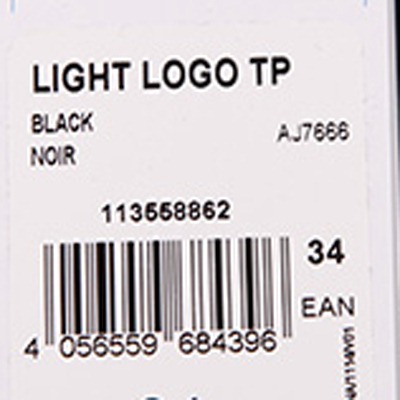 LIGHT LOGO TP
BLACK
AJ7666
NOIR
113558862
34
EAN
4 056559 684396